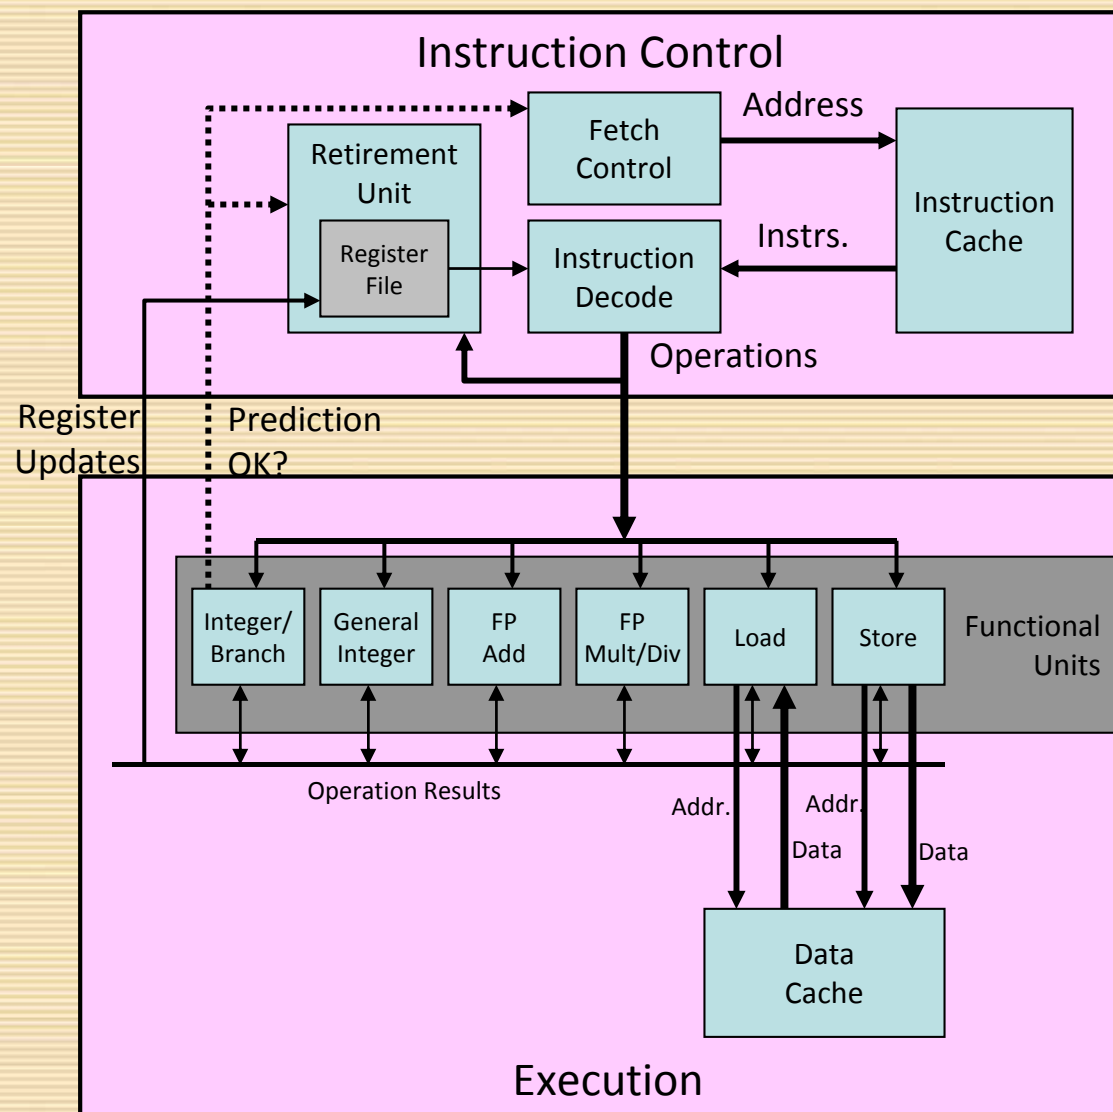 Instruction Control
Fetch
Control
Address
Retirement
Unit
Instruction
Cache
Register
File
Instruction
Decode
Instrs.
Operations
Register
Updates
Prediction
OK?
Integer/
Branch
General
Integer
FP
Add
FP
Mult/Div
Load
Store
Functional
Units
Operation Results
Addr.
Data
Addr.
Data
Data
Cache
Execution